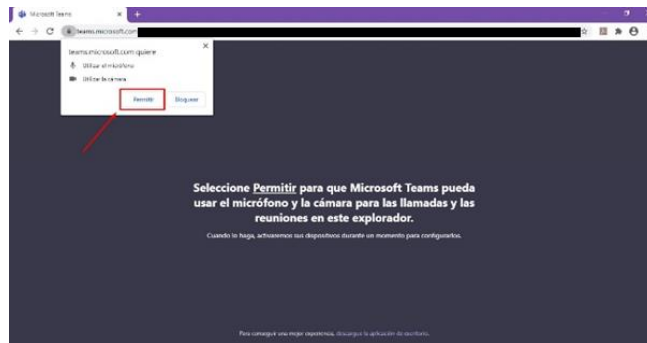 Microsoft Teams
teams.microsoft.com
teams.microsoft.com quiere
Utilizar el micrófono
Utilizar la cámara
Permitir Bloquear
Seleccione Permitir para que Microsoft Teams pueda
usar el micrófono y la cámara para las llamadas y las
reuniones en este explorador.
Cuando lo haga, activaremos sus dispositivos durante un momento para configurarlos.
Para conseguir una mejor experiencia, descargue la aplicación de escritorio.